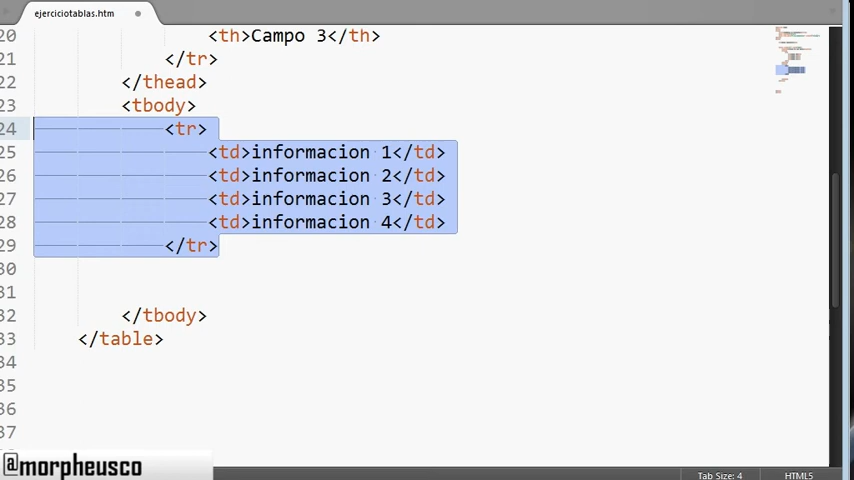 ejerciciotablas.htm
20 <th>Campo 3</th>
21 </tr>
22 </thead>
23 <tbody>
24 <tr>
25 <td>informacion 1</td>
26 <td>informacion 2</td>
27 <td>informacion 3</td>
28 <td>informacion 4</td>
29 </tr>
30
31
32 </tbody>
33 </table>
34
35
36
37
@morpheusco
Tab Size: 4 HTML5